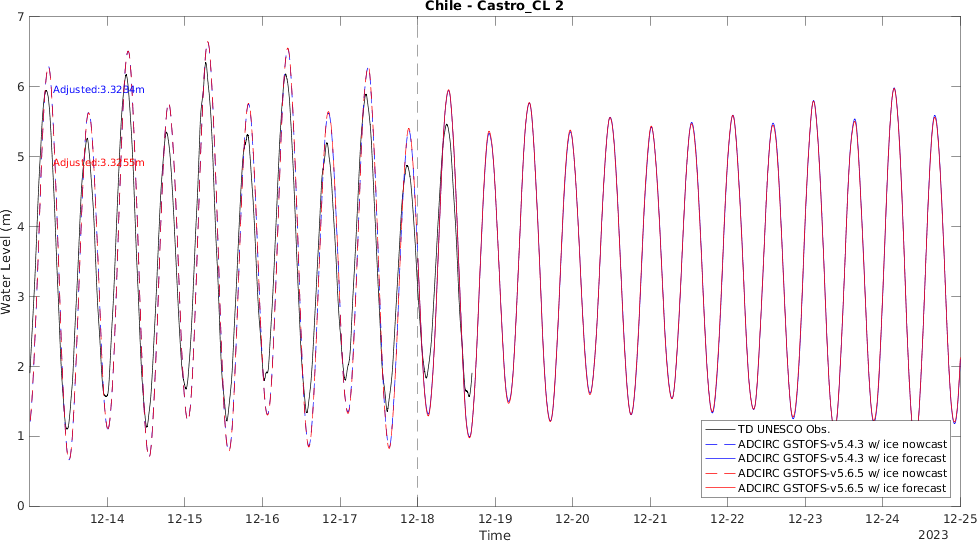 Chile - Castro_CL 2
7
6
5
4
3
2
1
0
Water Level (m)
Adjusted:3.3284m
Adjusted:3.3255m
TD UNESCO Obs.
ADCIRC GSTOFS-v5.4.3 w/ ice nowcast
ADCIRC GSTOFS-v5.4.3 w/ ice forecast
ADCIRC GSTOFS-v5.6.5 w/ ice nowcast
ADCIRC GSTOFS-v5.6.5 w/ ice forecast
12-14 12-15 12-16 12-17 12-18 12-19 12-20 12-21 12-22 12-23 12-24 12-25
Time
2023